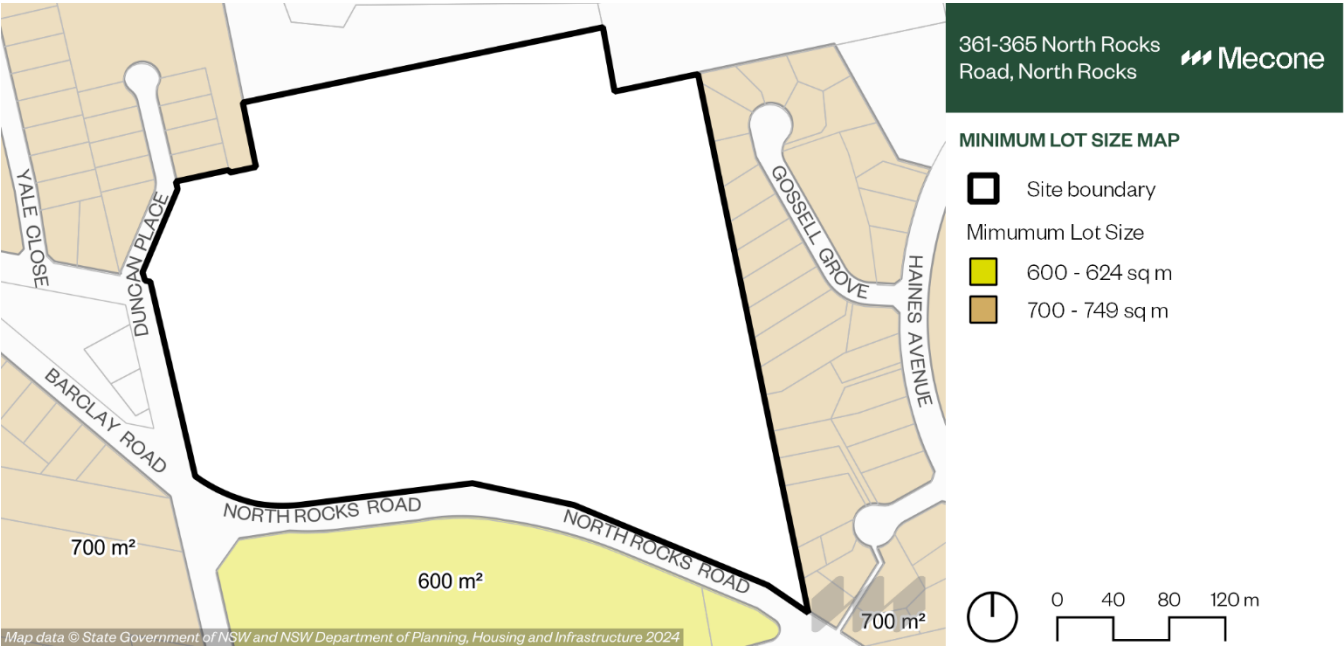 YALE CLOSE
DUNCAN PLACE
BARCLAY ROAD
GOSSELL GROVE
HAINES AVENUE
NORTH ROCKS ROAD
NORTH ROCKS ROAD
700 m²
600 m²
700 m²
Map data © State Government of NSW and NSW Department of Planning, Housing and Infrastructure 2024
361-365 North Rocks
Road, North Rocks
Mecone
MINIMUM LOT SIZE MAP
Site boundary
Mimumum Lot Size
600 - 624 sq m
700 - 749 sq m
0 40 80 120 m